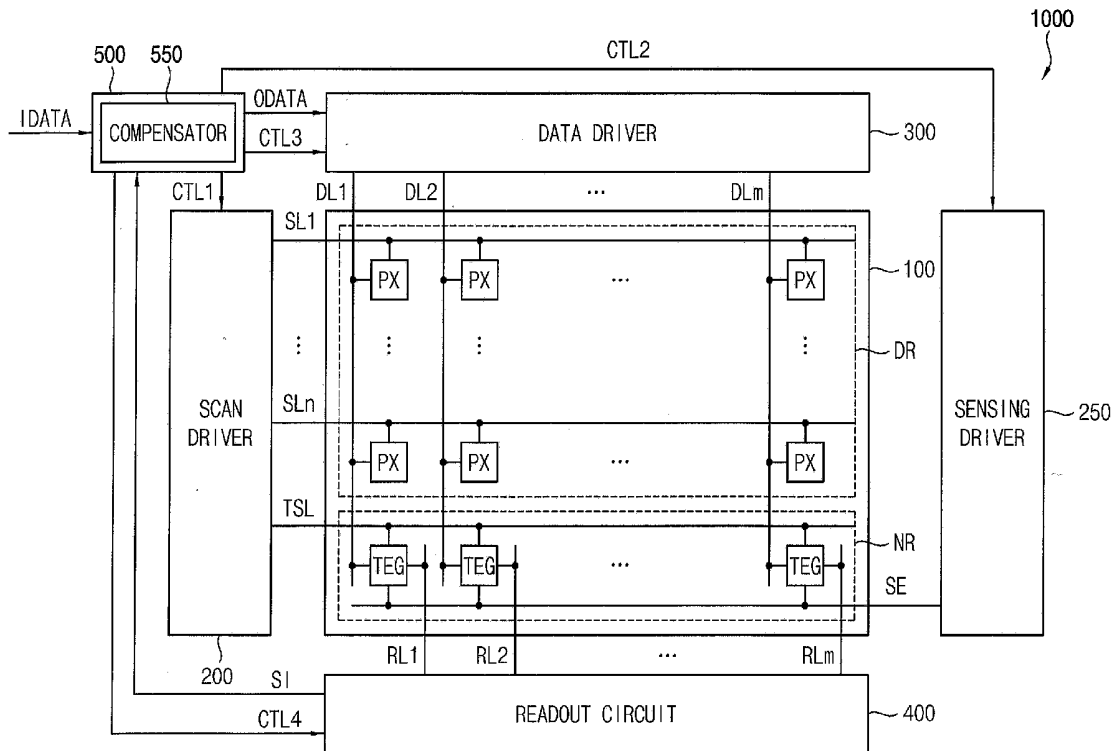 1000
500
550
CTL2
IDATA
COMPENSATOR
ODATA
CTL3
DATA DRIVER
300
CTL1
DL1
DL2
...
DLm
SL1
100
PX
PX
...
PX
⋮
⋮
⋮
⋮
DR
SCAN
DRIVER
SLn
SENSING
DRIVER
250
PX
PX
...
PX
TSL
NR
TEG
TEG
...
TEG
SE
200
RL1
RL2
...
RLm
SI
READOUT CIRCUIT
400
CTL4